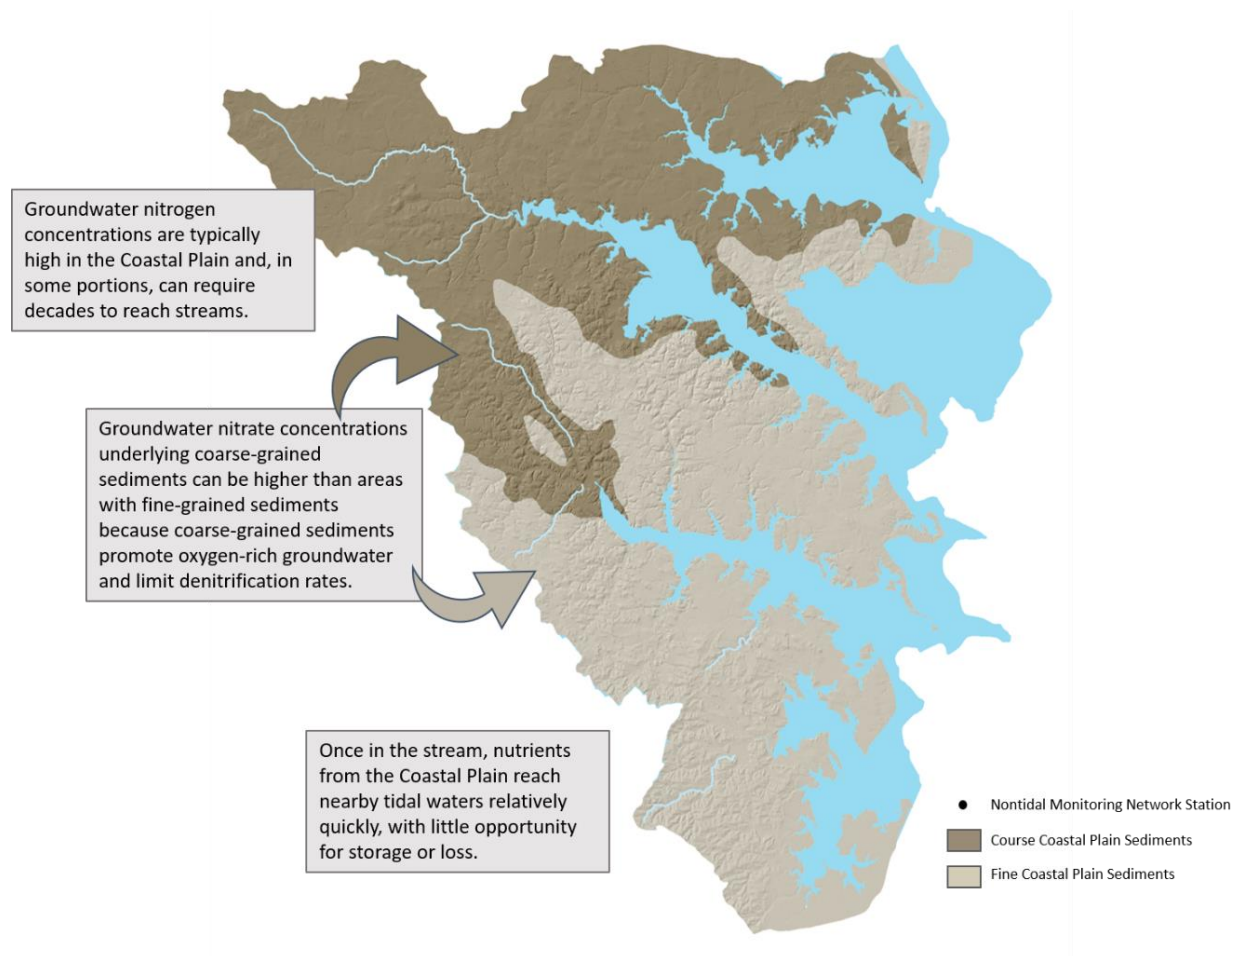 Groundwater nitrogen
concentrations are typically
high in the Coastal Plain and, in
some portions, can require
decades to reach streams.
Groundwater nitrate concentrations
underlying coarse-grained
sediments can be higher than areas
with fine-grained sediments
because coarse-grained sediments
promote oxygen-rich groundwater
and limit denitrification rates.
Once in the stream, nutrients
from the Coastal Plain reach
nearby tidal waters relatively
quickly, with little opportunity
for storage or loss.
Nontidal Monitoring Network Station
Course Coastal Plain Sediments
Fine Coastal Plain Sediments